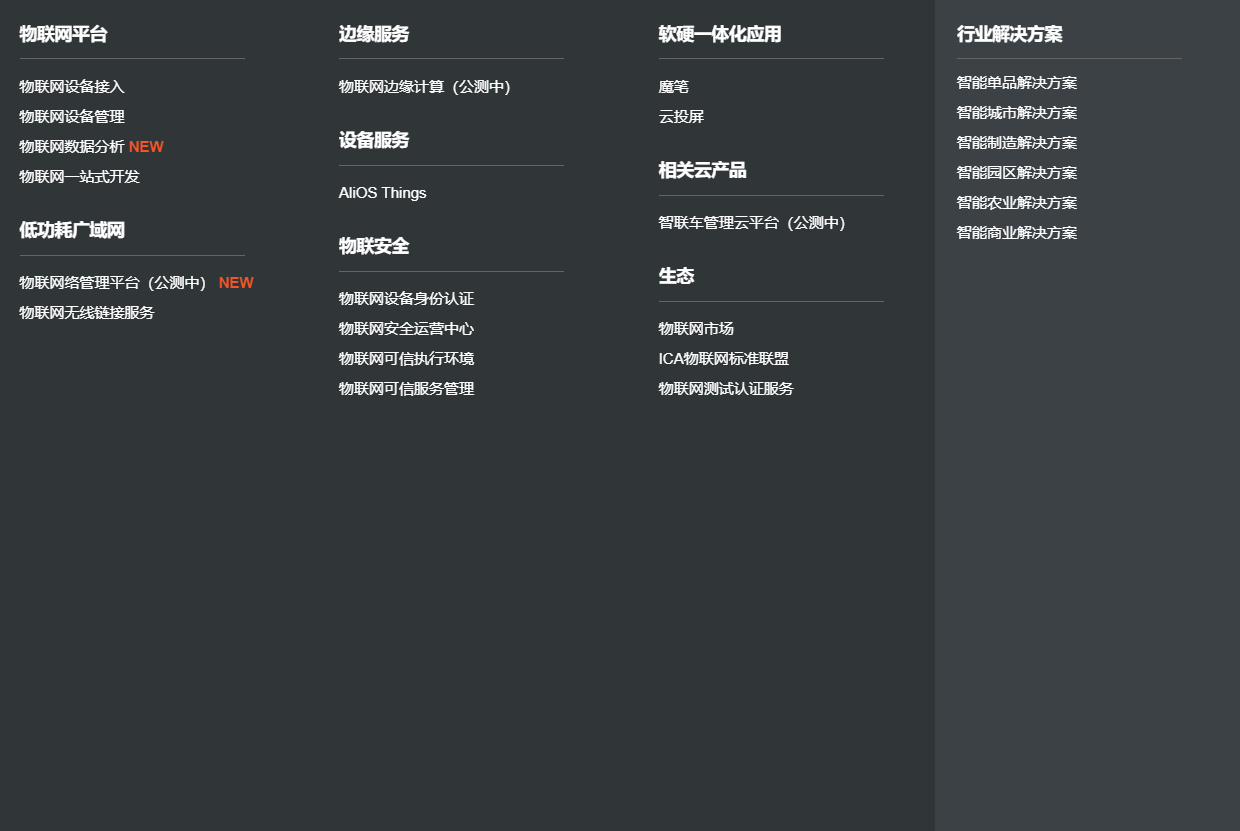 物联网平台
物联网设备接入
物联网设备管理
物联网数据分析 NEW
物联网一站式开发
低功耗广域网
物联网络管理平台（公测中） NEW
物联网无线链接服务
边缘服务
物联网边缘计算（公测中）
设备服务
AliOS Things
物联安全
物联网设备身份认证
物联网安全运营中心
物联网可信执行环境
物联网可信服务管理
软硬一体化应用
魔笔
云投屏
相关云产品
智联车管理云平台（公测中）
生态
物联网市场
ICA物联网标准联盟
物联网测试认证服务
行业解决方案
智能单品解决方案
智能城市解决方案
智能制造解决方案
智能园区解决方案
智能农业解决方案
智能商业解决方案